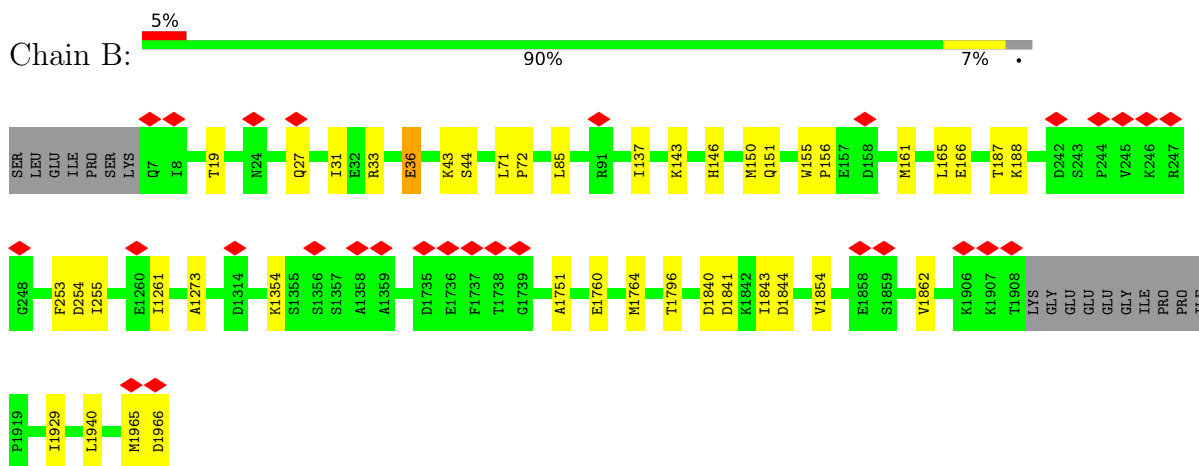 5%
Chain B:
90%
7%
•
SER LEU GLU ILE PRO SER LYS Q7 I8 T19 N24 Q27 I31 E32 R33 E36 K43 S44 L71 P72 L85 R91 I137 K143 H146 M150 Q151 W155 P156 E157 D158 M161 L165 E166 T187 K188 D242 S243 P244 V245 K246 R247
G248 F253 D254 I255 E1260 I1261 A1273 D1314 K1354 S1355 S1356 S1357 A1358 A1359 D1735 E1736 F1737 T1738 G1739 A1751 E1760 M1764 T1796 D1840 D1841 K1842 I1843 D1844 V1854 E1858 S1859 V1862 K1906 K1907 T1908 LYS GLY GLU GLU GLU GLY ILE PRO PRO ILE
P1919 I1929 L1940 M1965 D1966